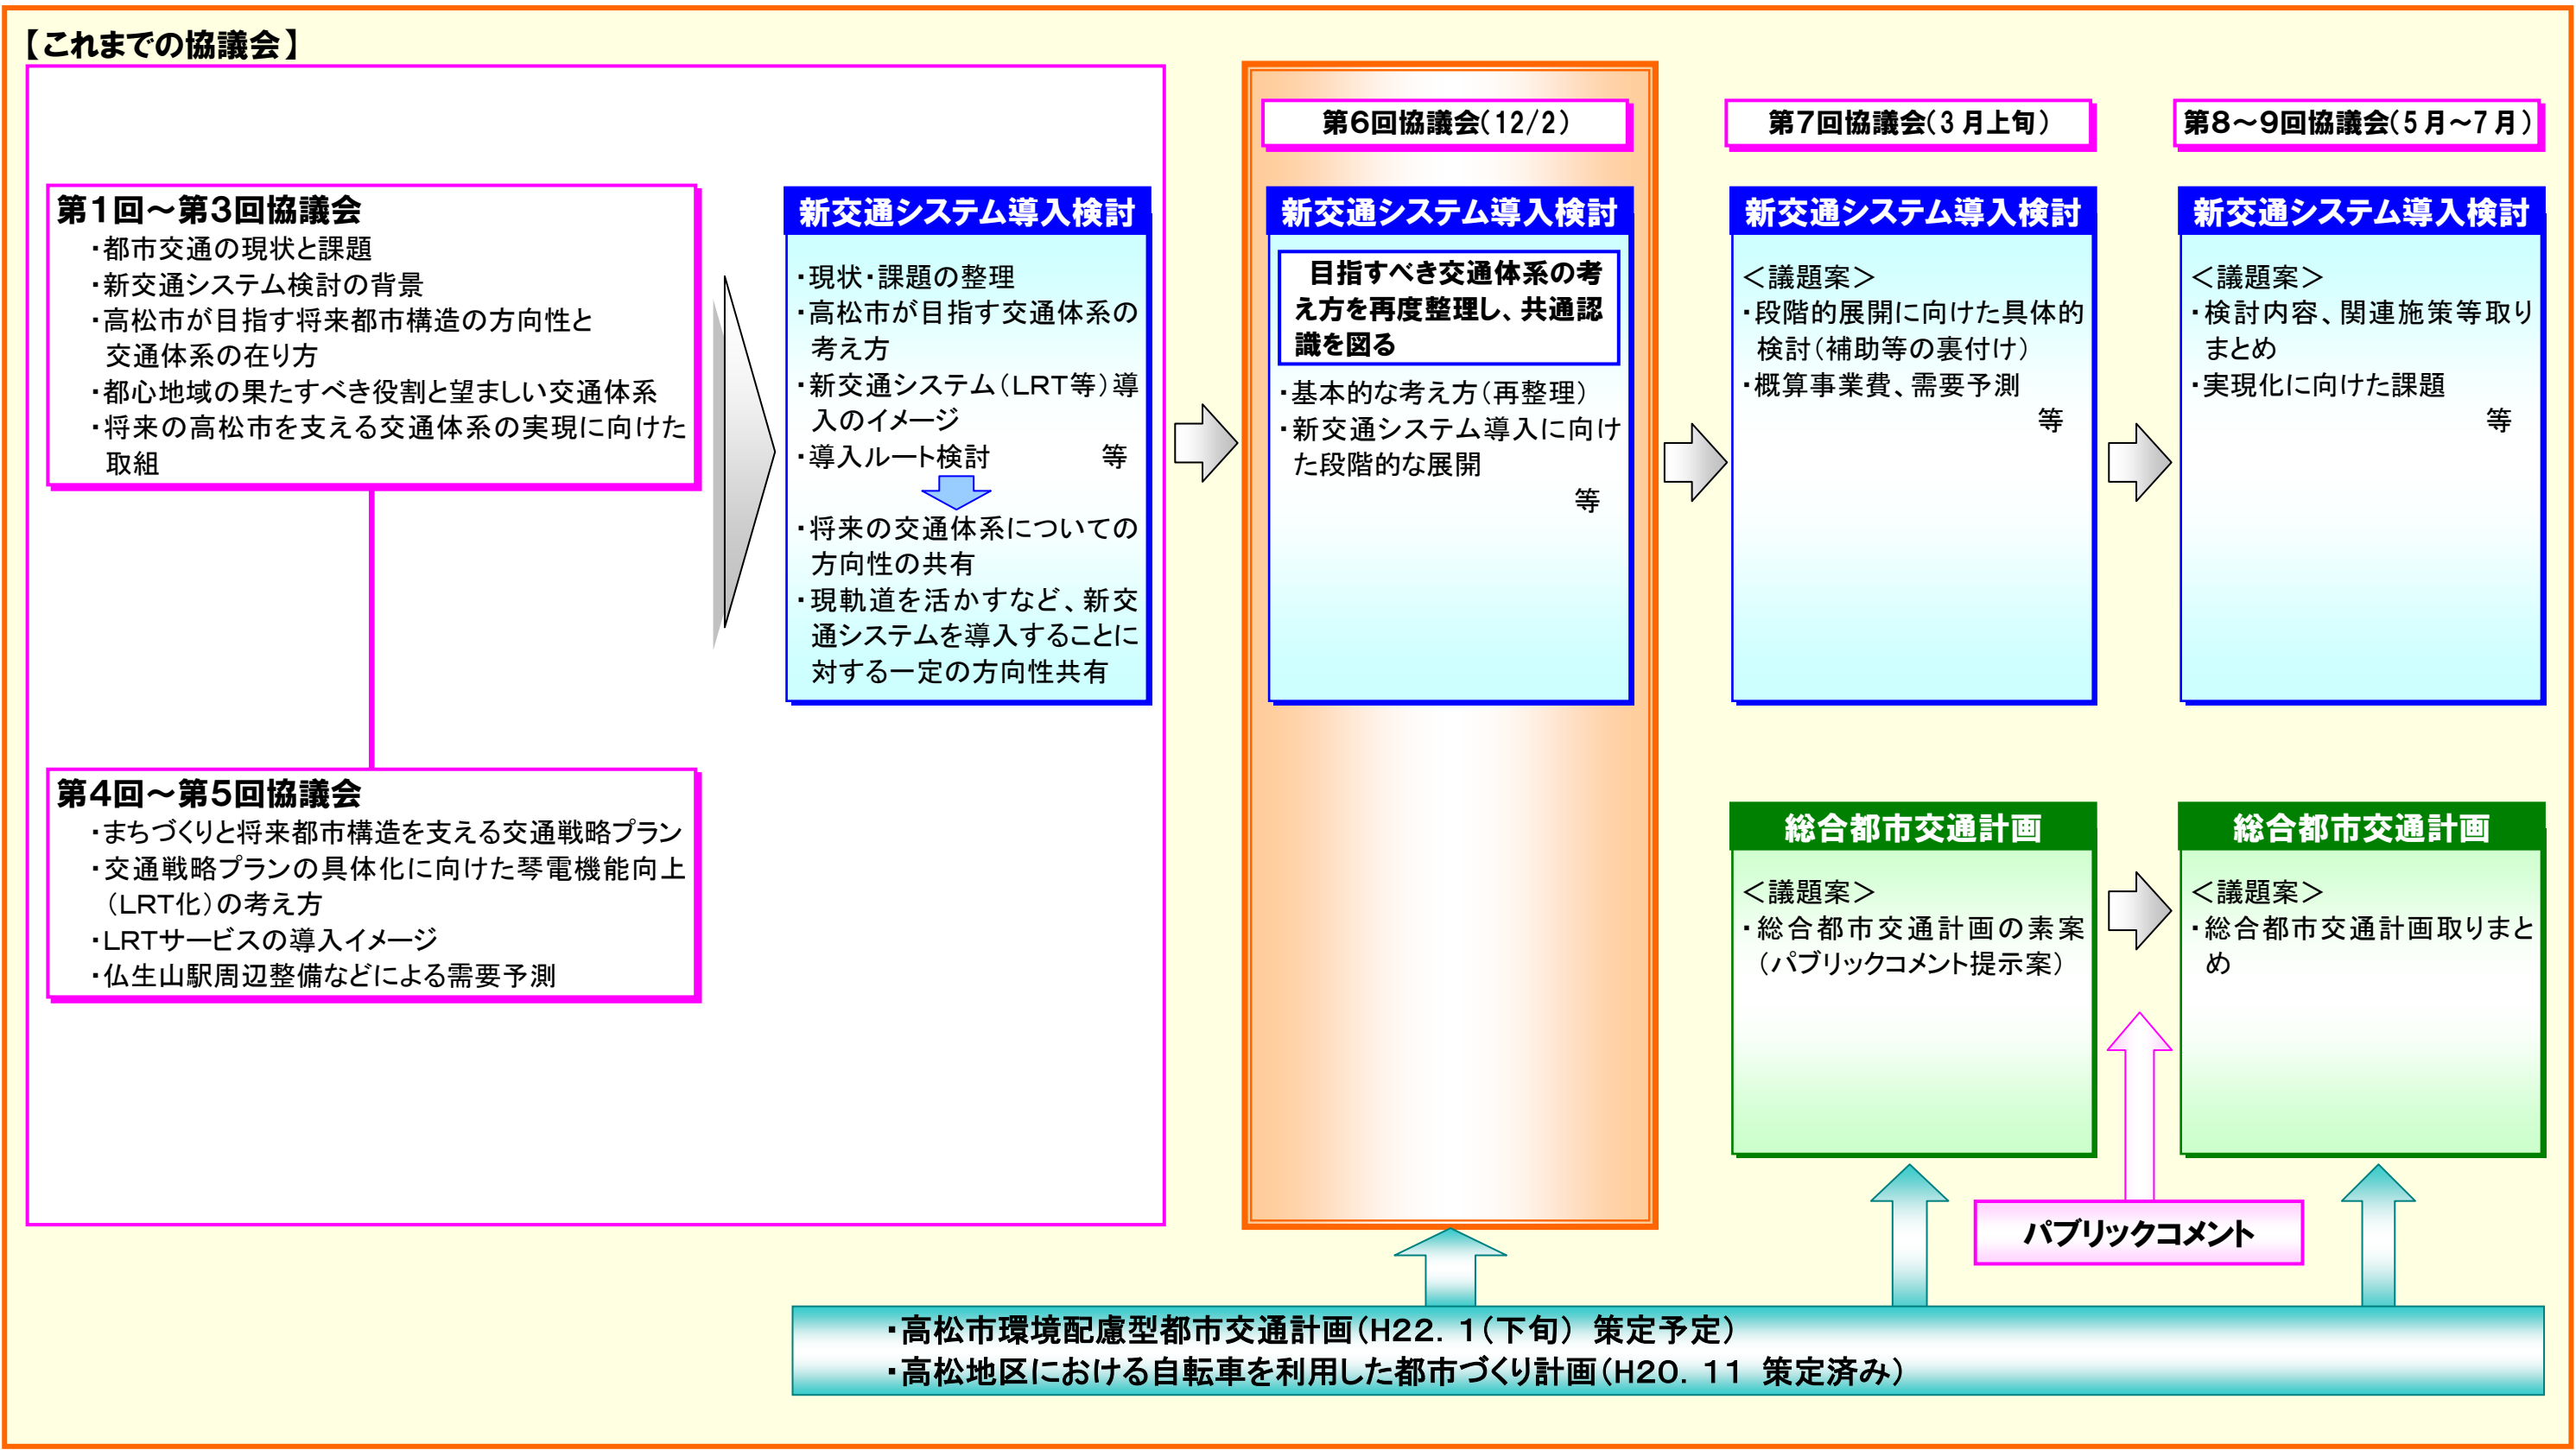 【これまでの協議会】
第1回～第3回協議会
・都市交通の現状と課題
・新交通システム検討の背景
・高松市が目指す将来都市構造の方向性と
交通体系の在り方
・都心地域の果たすべき役割と望ましい交通体系
・将来の高松市を支える交通体系の実現に向けた
取組
第4回～第5回協議会
・まちづくりと将来都市構造を支える交通戦略プラン
・交通戦略プランの具体化に向けた琴電機能向上
（LRT化）の考え方
・LRTサービスの導入イメージ
・仏生山駅周辺整備などによる需要予測
新交通システム導入検討
・現状・課題の整理
・高松市が目指す交通体系の
考え方
・新交通システム（LRT等）導
入のイメージ
・導入ルート検討 等
・将来の交通体系についての
方向性の共有
・現軌道を活かすなど、新交
通システムを導入することに
対する一定の方向性共有
第6回協議会（12/2）
新交通システム導入検討
目指すべき交通体系の考
え方を再度整理し、共通認
識を図る
・基本的な考え方（再整理）
・新交通システム導入に向け
た段階的な展開
等
第7回協議会（3月上旬）
新交通システム導入検討
＜議題案＞
・段階的展開に向けた具体的
検討（補助等の裏付け）
・概算事業費、需要予測
等
第8～9回協議会（5月～7月）
新交通システム導入検討
＜議題案＞
・検討内容、関連施策等取り
まとめ
・実現化に向けた課題
等
総合都市交通計画
＜議題案＞
・総合都市交通計画の素案
（パブリックコメント提示案）
総合都市交通計画
＜議題案＞
・総合都市交通計画取りまと
め
パブリックコメント
・高松市環境配慮型都市交通計画（H22．1（下旬） 策定予定）
・高松地区における自転車を利用した都市づくり計画（H20．11 策定済み）